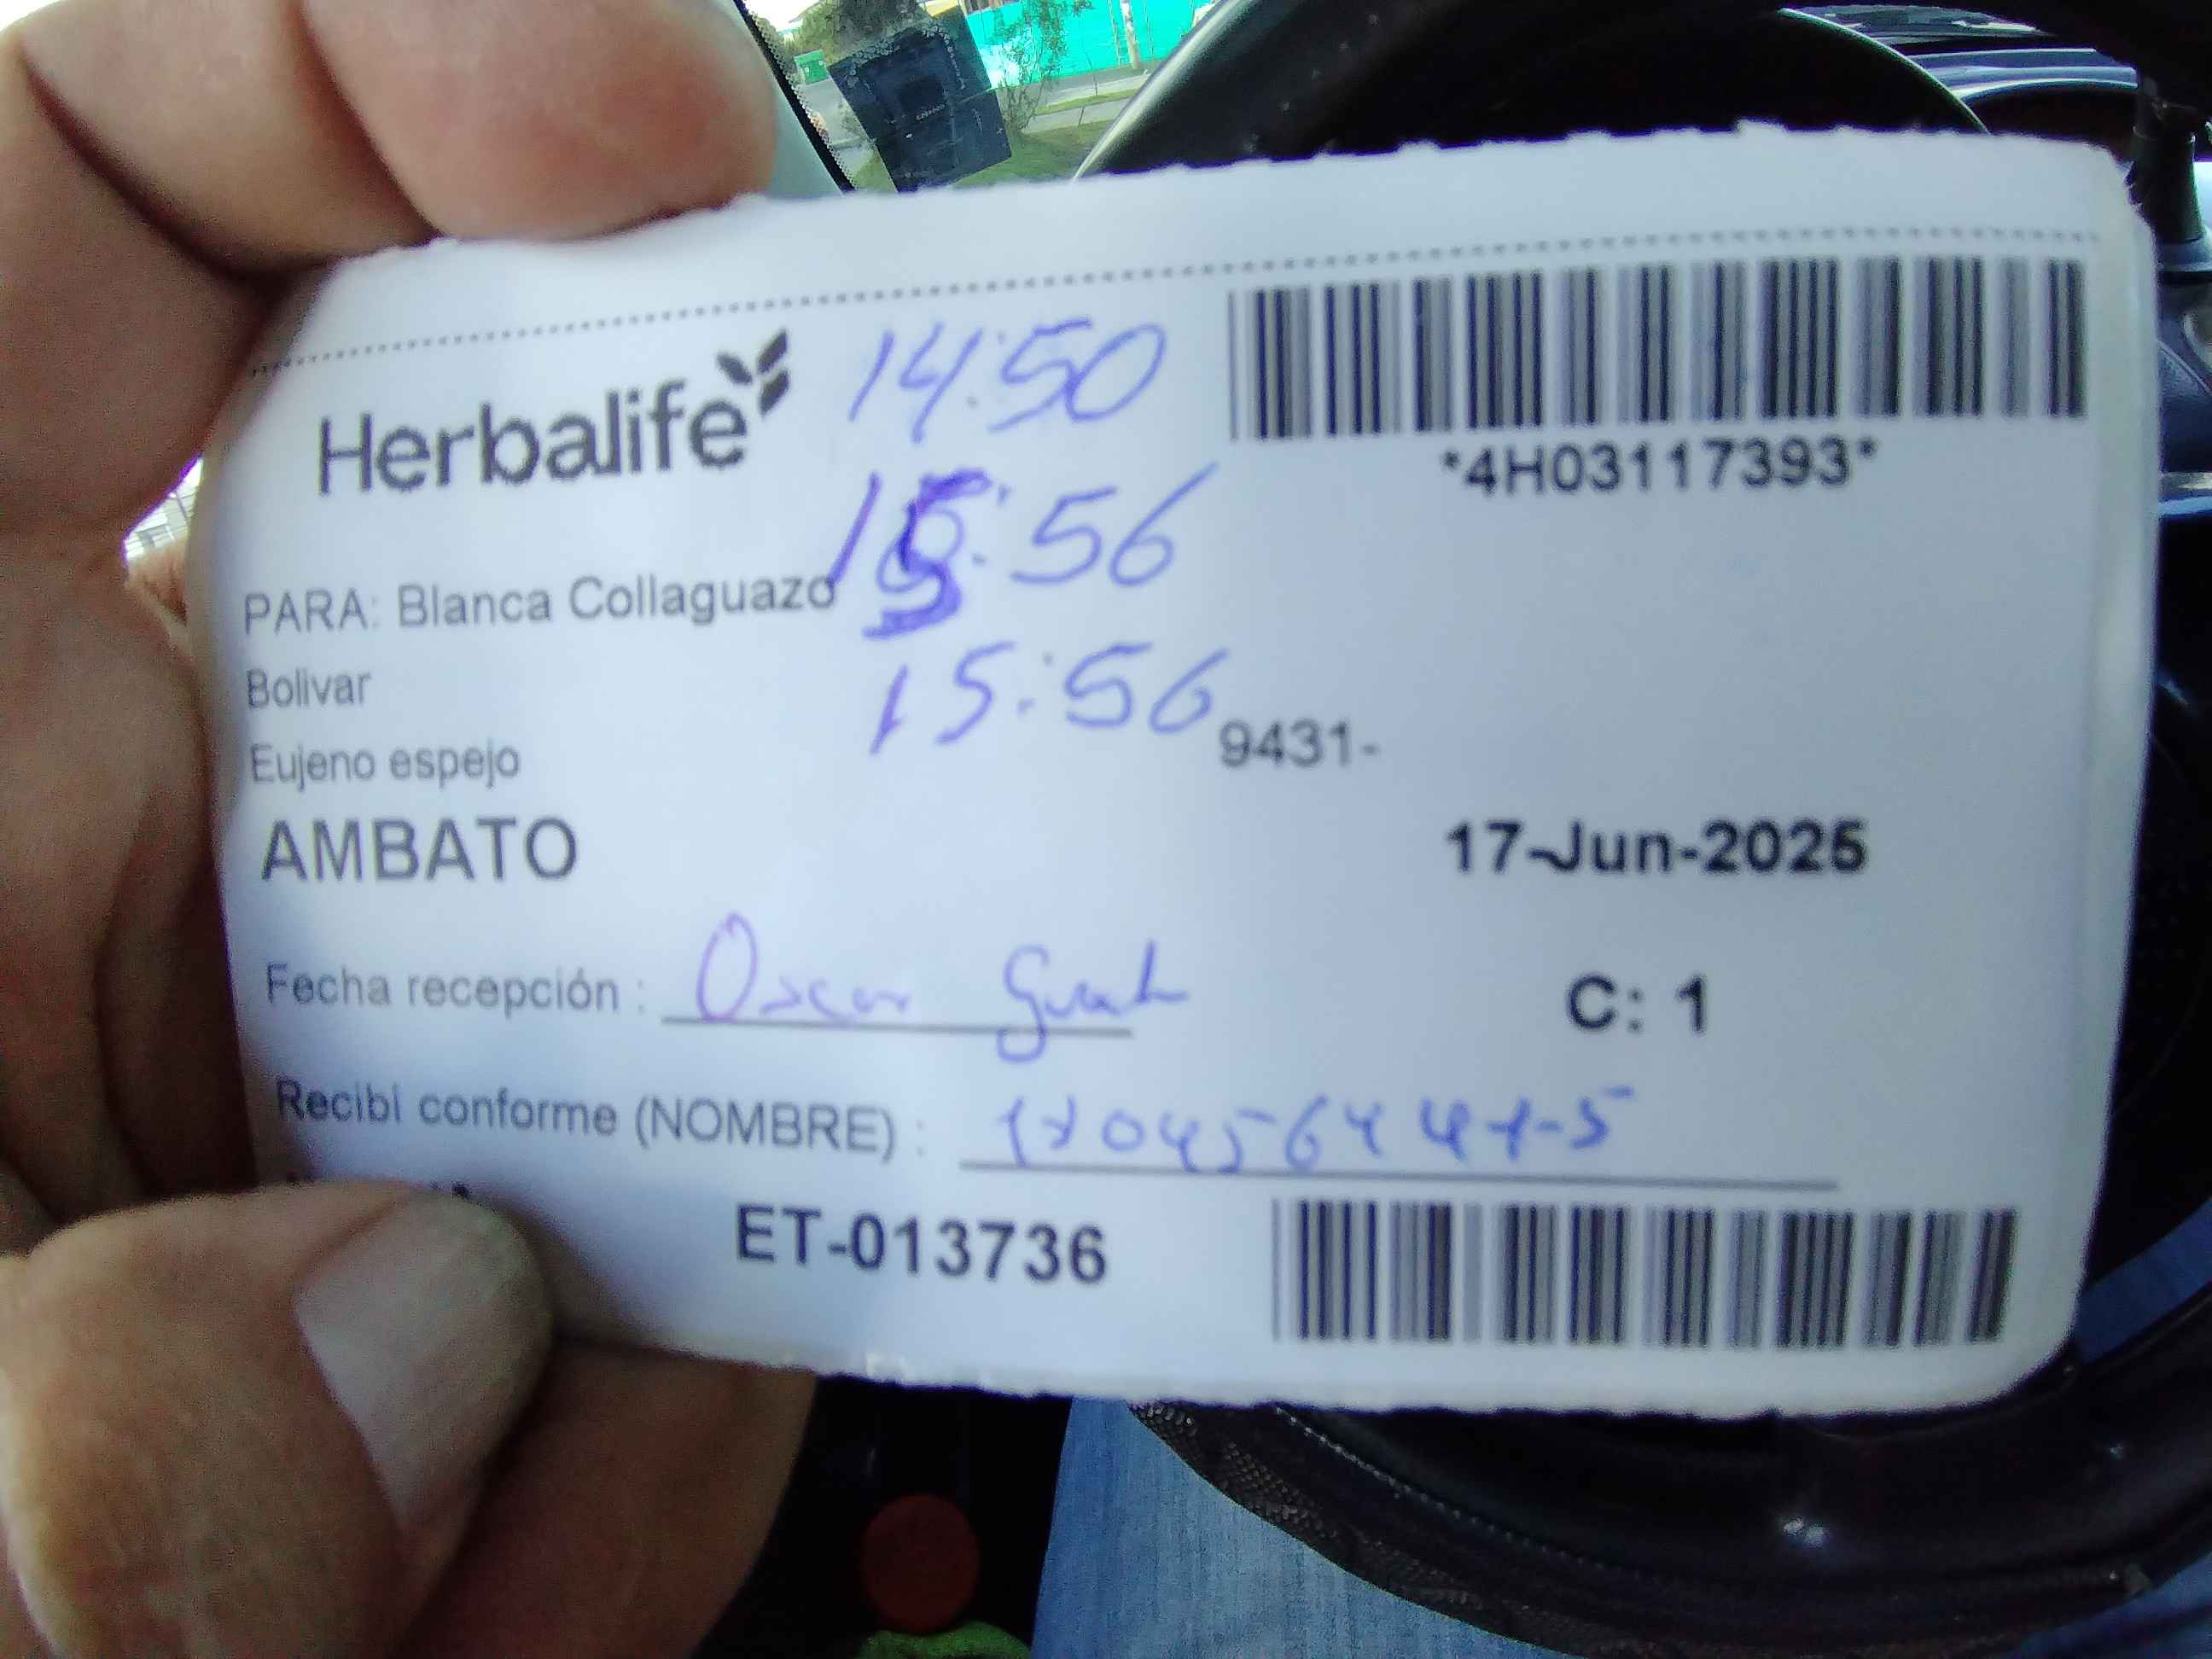 Herbalife
14:50
*4H03117393*
15:56
PARA: Blanca Collaguazo
15:56
Bolivar
9431-
Eujeno espejo
AMBATO
17-Jun-2025
Fecha recepción : Oscar
C: 1
Recibí conforme (NOMBRE) :
ET-013736